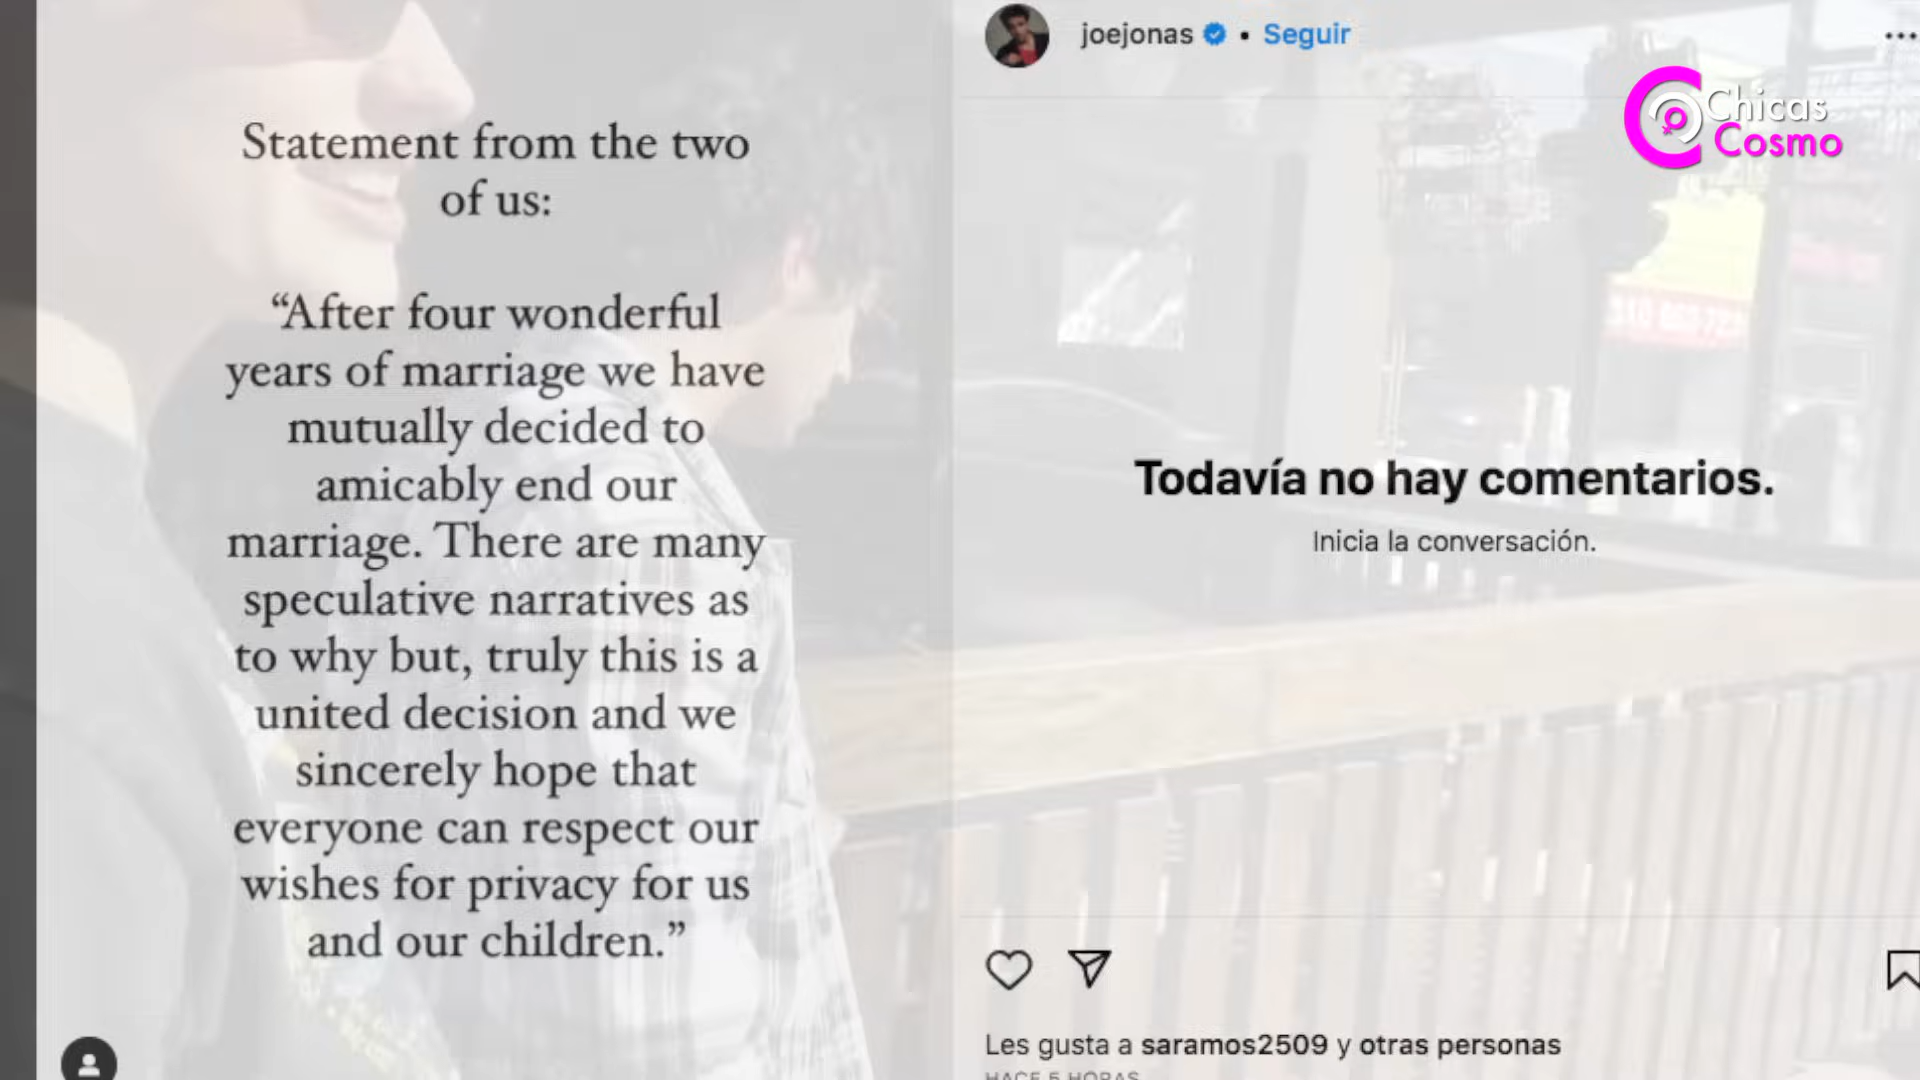 Statement from the two
of us:
“After four wonderful
years of marriage we have
mutually decided to
amicably end our
marriage. There are many
speculative narratives as
to why but, truly this is a
united decision and we
sincerely hope that
everyone can respect our
wishes for privacy for us
and our children.”
joejonas • Seguir
Chicas
Cosmo
Todavía no hay comentarios.
Inicia la conversación.
Les gusta a saramos2509 y otras personas
HACE 5 HORAS